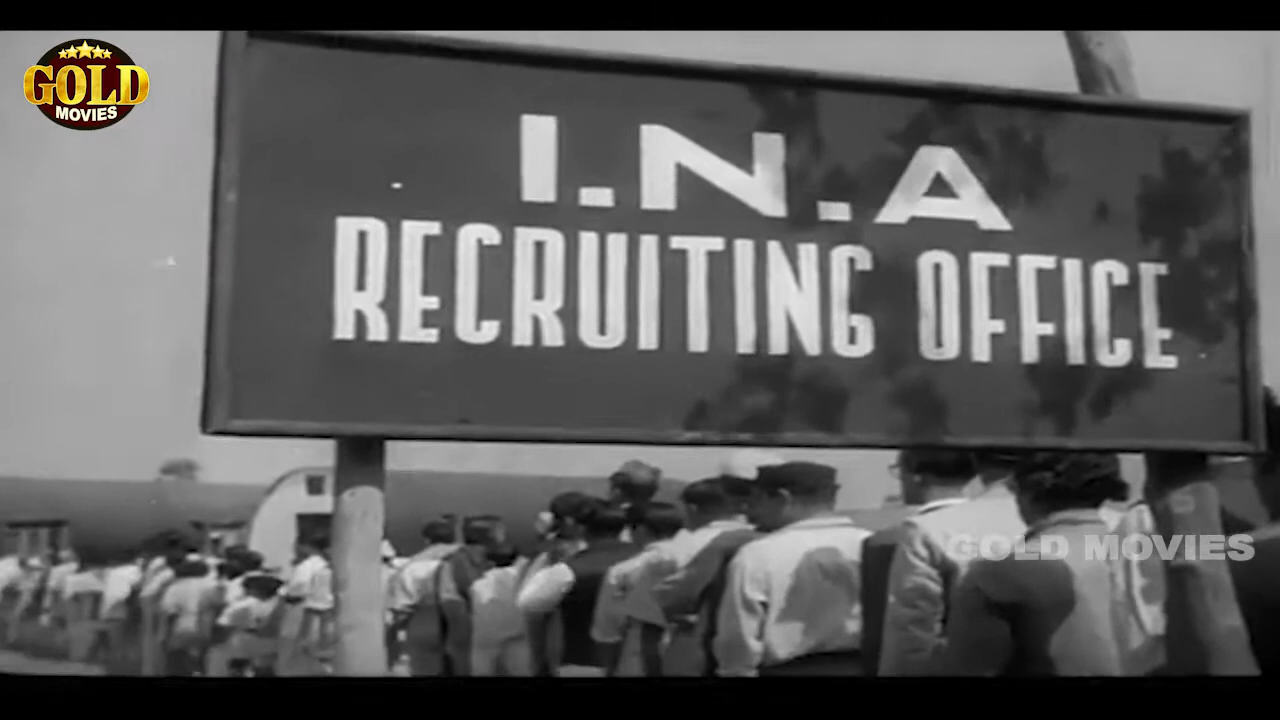 GOLD
MOVIES
I.N.A
RECRUITING OFFICE
GOLD MOVIES